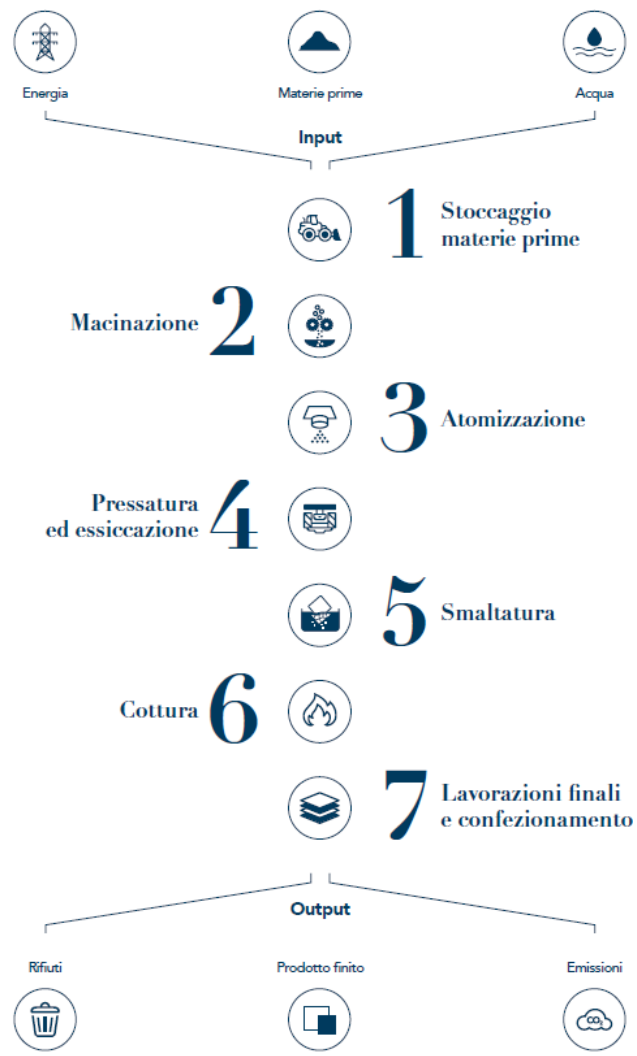 Energia
Materie prime
Acqua
Input
1
Stoccaggio
materie prime
Macinazione
2
3
Atomizzazione
Pressatura
ed essiccazione
4
5
Smaltatura
Cottura
6
7
Lavorazioni finali
e confezionamento
Output
Rifiuti
Prodotto finito
Emissioni
CO2